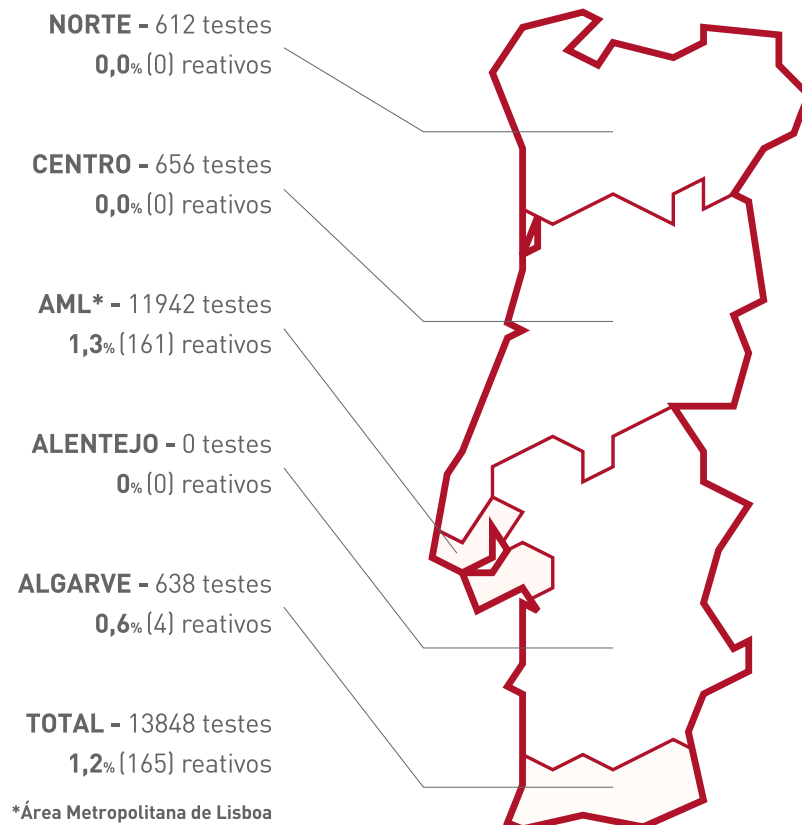 NORTE - 612 testes
0,0% (0) reativos
CENTRO - 656 testes
0,0% (0) reativos
AML* - 11942 testes
1,3% (161) reativos
ALENTEJO - 0 testes
0% (0) reativos
ALGARVE - 638 testes
0,6% (4) reativos
TOTAL - 13848 testes
1,2% (165) reativos
*Área Metropolitana de Lisboa